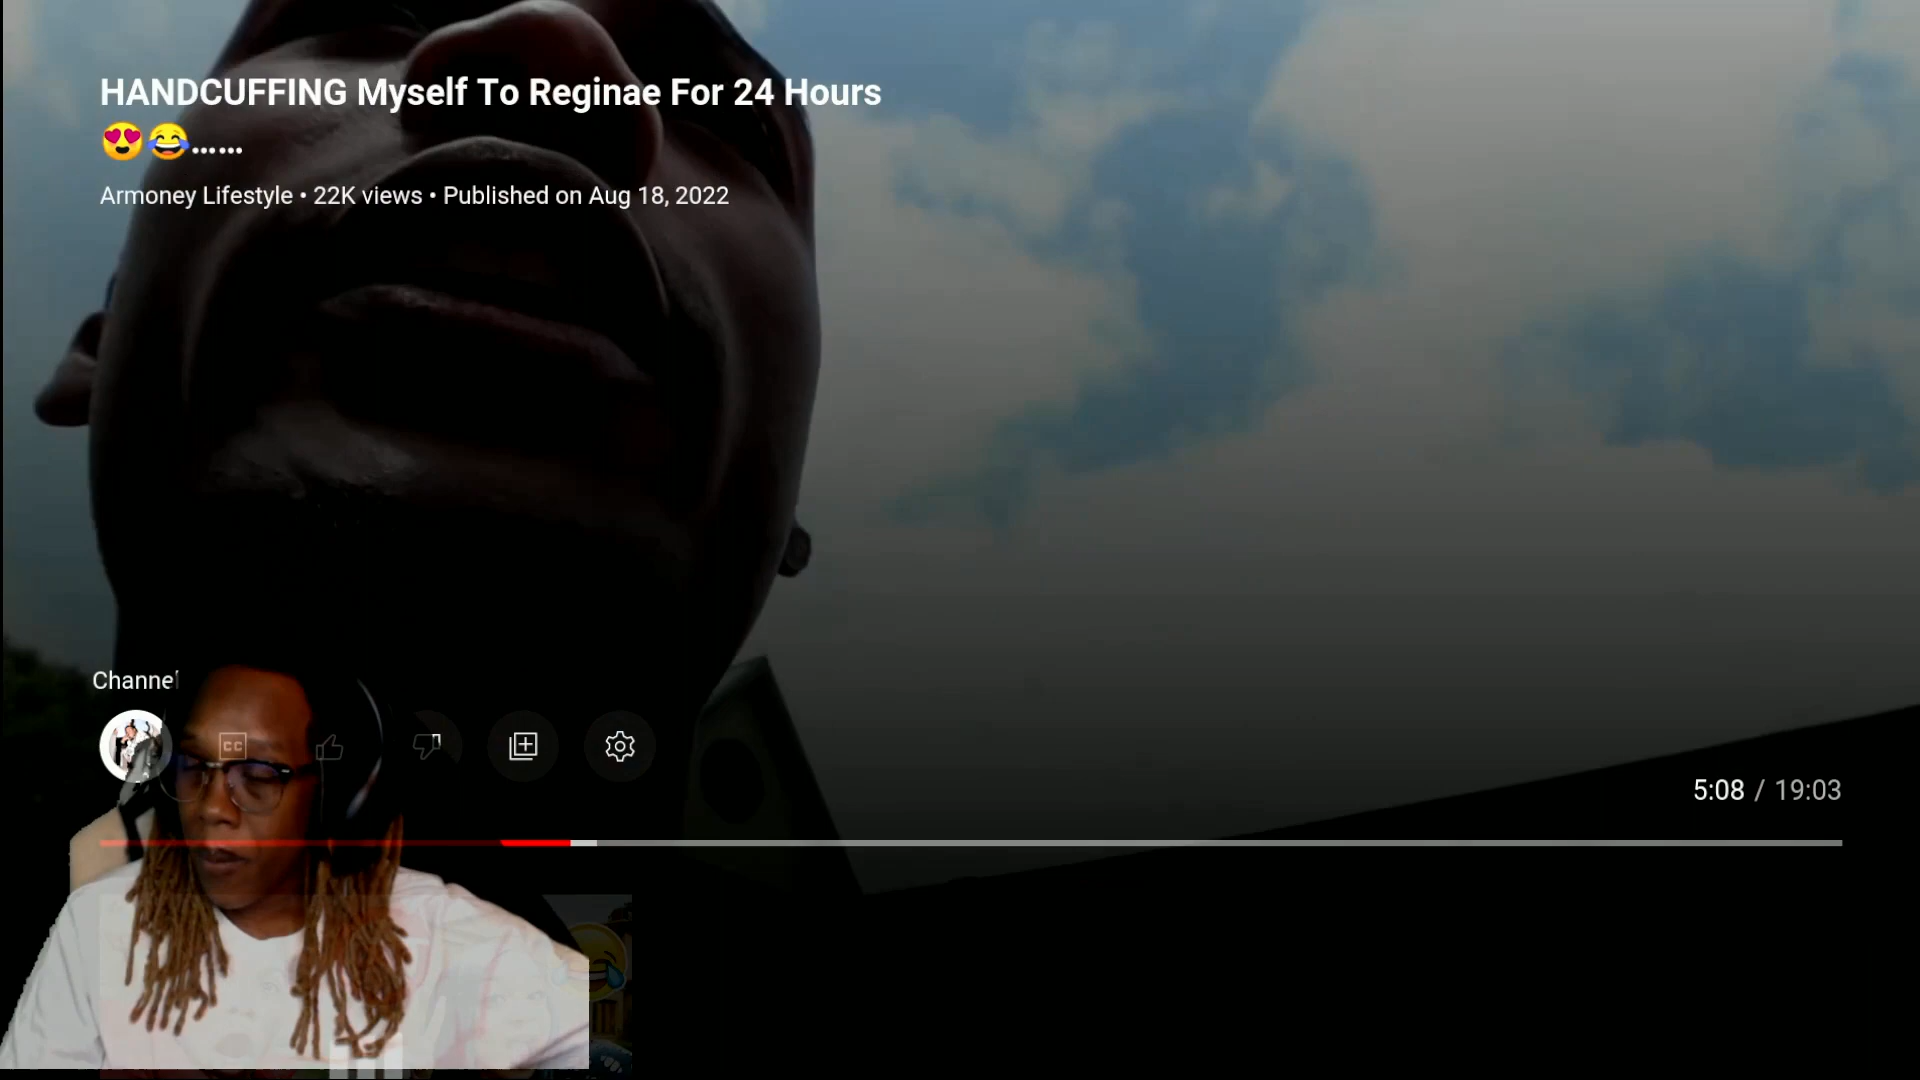 HANDCUFFING Myself To Reginae For 24 Hours
😍😂……
Armoney Lifestyle • 22K views • Published on Aug 18, 2022
Channel
CC
5:08 / 19:03